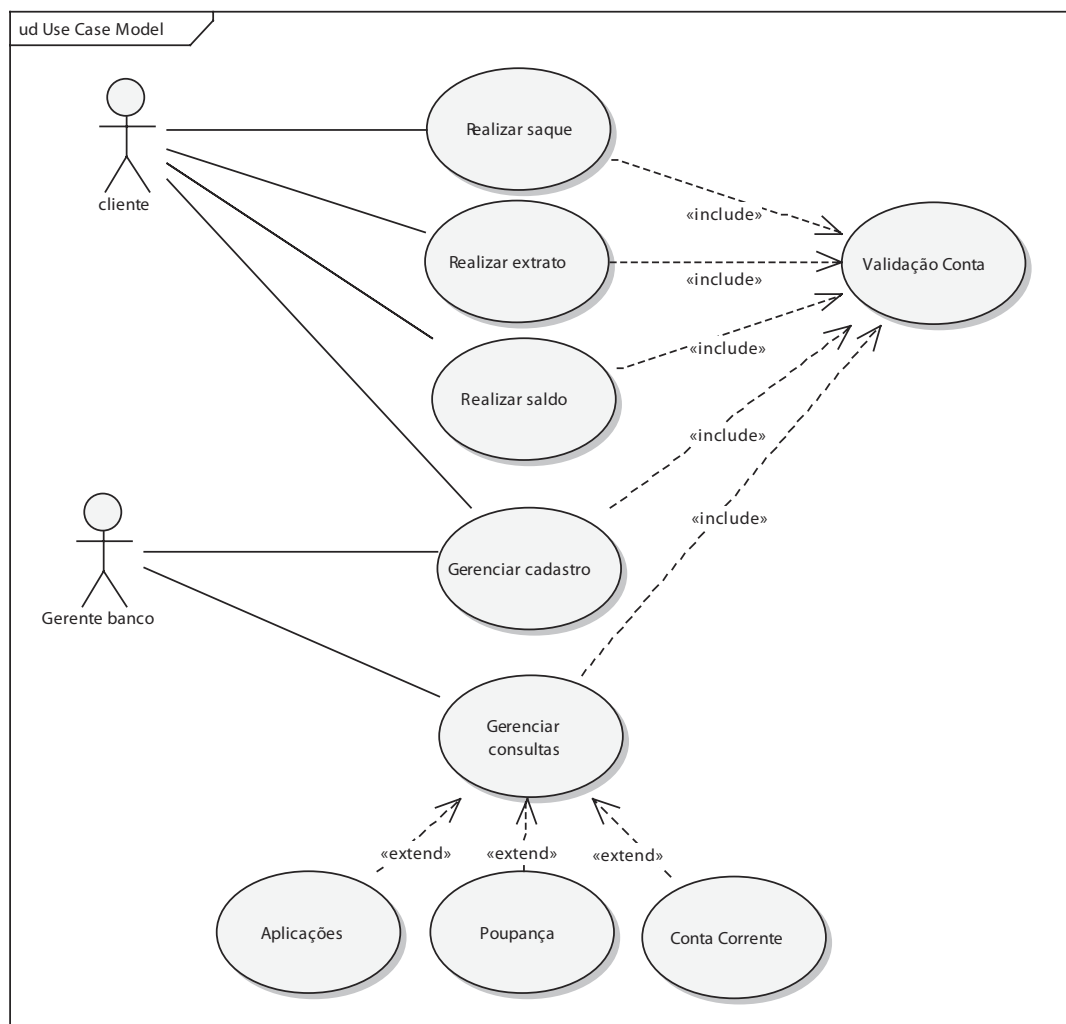 ud Use Case Model
cliente
Realizar saque
«include»
Realizar extrato
«include»
Validação Conta
Realizar saldo
«include»
«include»
Gerente banco
Gerenciar cadastro
«include»
Gerenciar
consultas
«extend»
«extend»
«extend»
Aplicações
Poupança
Conta Corrente